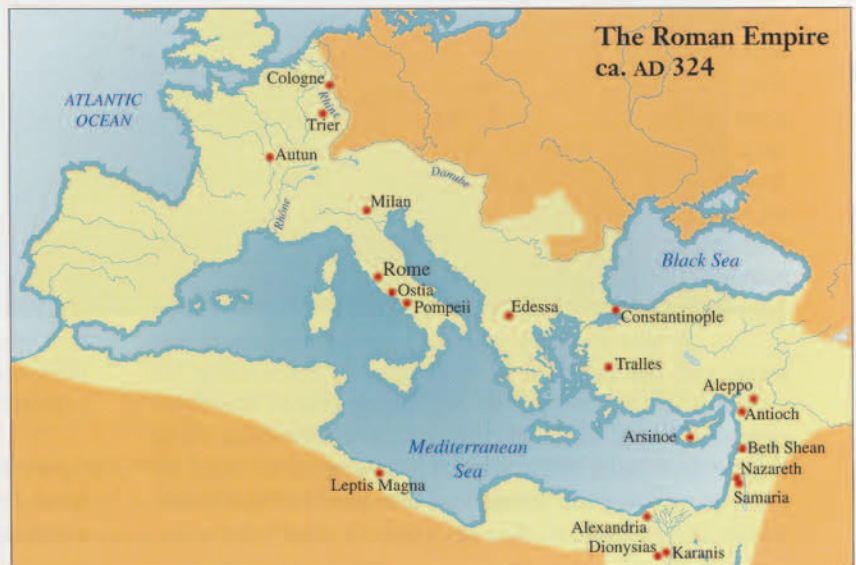 The Roman Empire
ca. AD 324
Cologne
Rhine
ATLANTIC
OCEAN
Trier
Autun
Danube
Milan
Rhône
Black Sea
Rome
Ostia
Pompeii
Edessa
Constantinople
Tralles
Aleppo
Antioch
Arsinoe
Mediterranean
Sea
Beth Shean
Nazareth
Leptis Magna
Samaria
Alexandria
Dionysias
Karanis